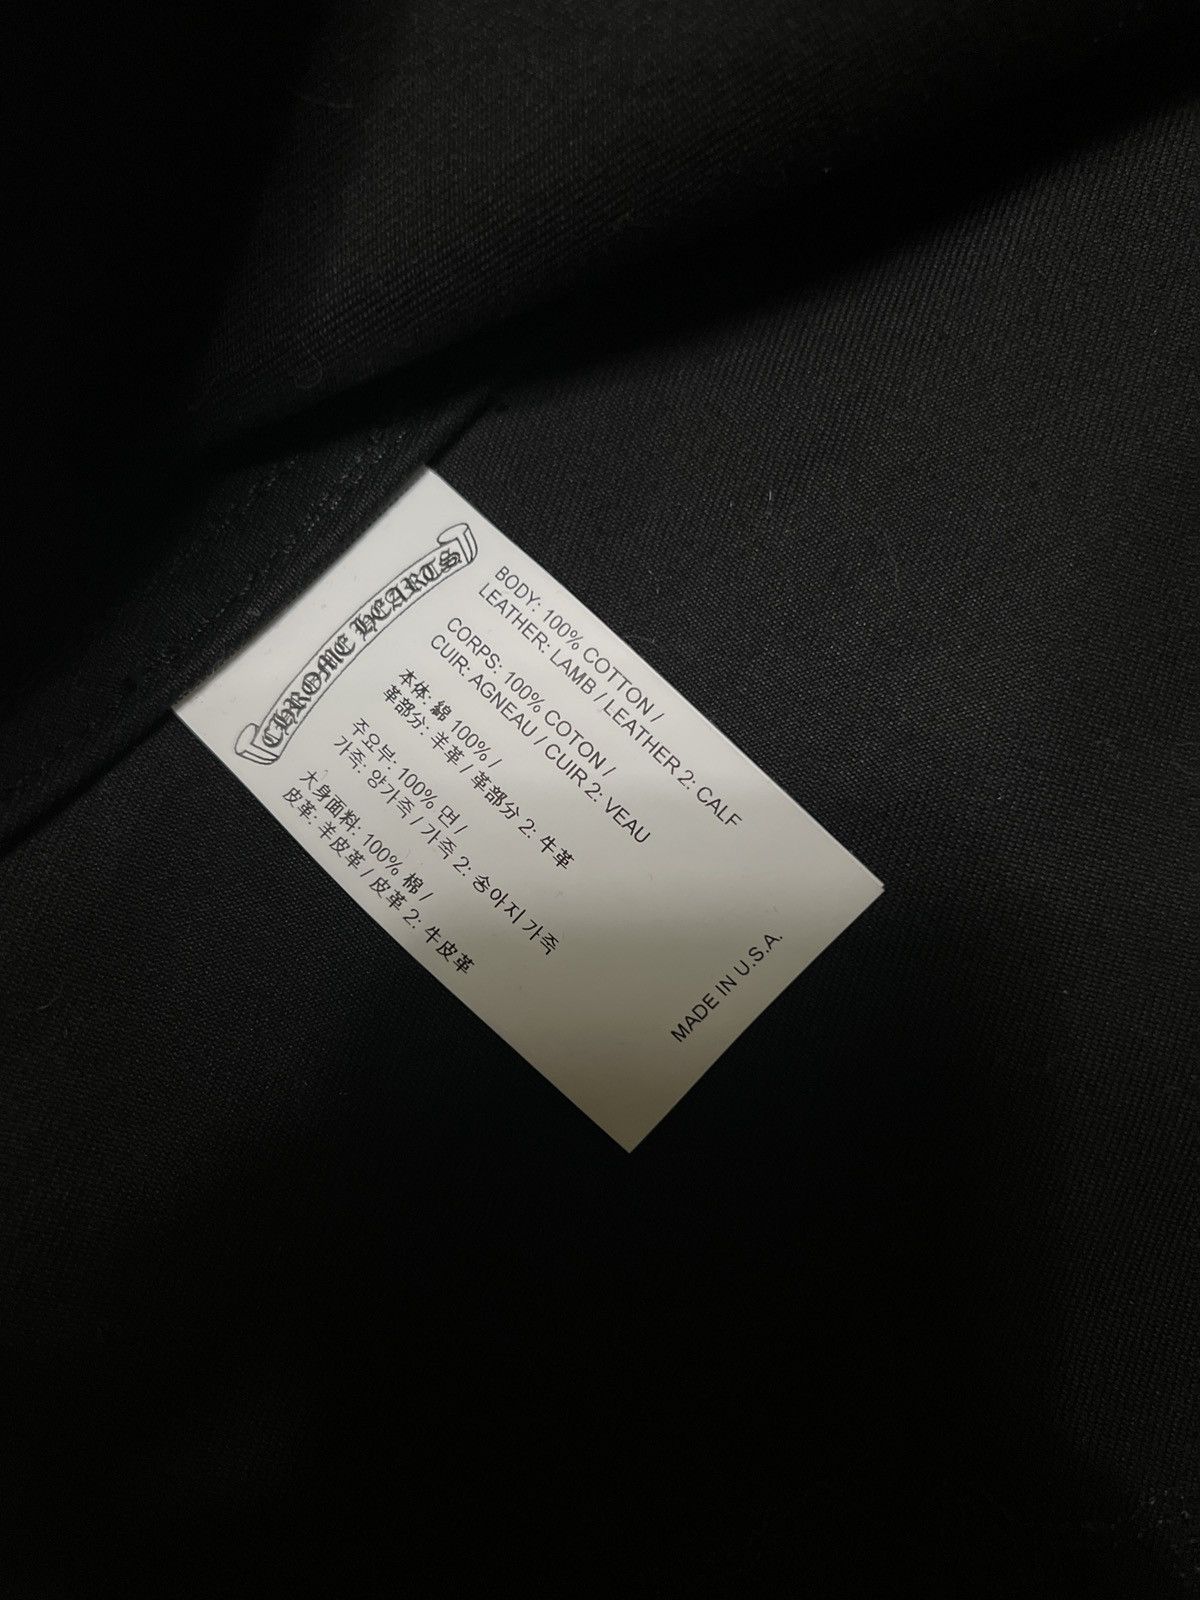 CHROME HEARTS
BODY: 100% COTTON /
LEATHER: LAMB / LEATHER 2: CALF
CORPS: 100% COTON /
CUIR: AGNEAU / CUIR 2: VEAU
本体: 綿 100% /
革部分: 羊革 / 革部分 2: 牛革
주요부: 100% 면 /
가죽: 양가죽 / 가죽 2: 송아지 가죽
大身面料: 100% 棉 /
皮革: 羊皮革 / 皮革 2: 牛皮革
MADE IN U.S.A.